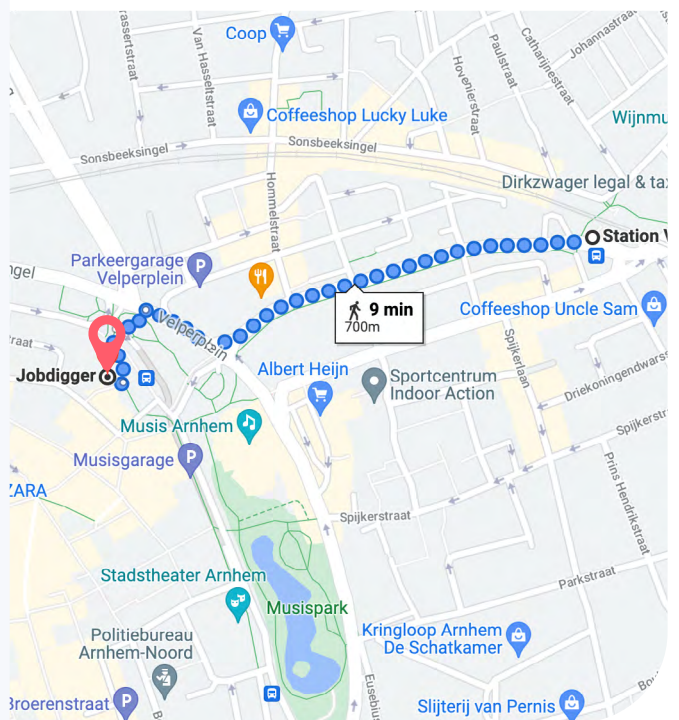 Coop
Van Hasseltstraat
Hovenierstraat
Paulstraat
Catharijnestraat
Johannastraat
Coffeeshop Lucky Luke
Wijnmu
Sonsbeeksingel
Sonsbeeksingel
Hommelstraat
Dirkzwager legal & tax
Station V
Parkeergarage
Velperplein
P
9 min
700m
Velperplein
Coffeeshop Uncle Sam
Jobdigger
Albert Heijn
Sportcentrum
Indoor Action
Spijkerlaan
Driekoningendwarss
Musis Arnhem
Spijkerstr
Musisgarage
P
Prins Hendrikstraat
ZARA
Spijkerstraat
Stadstheater Arnhem
Parkstraat
Musispark
Politiebureau
Arnhem-Noord
Kringloop Arnhem
De Schatkamer
Eusebiu
Broerenstraat
P
Slijterij van Pernis